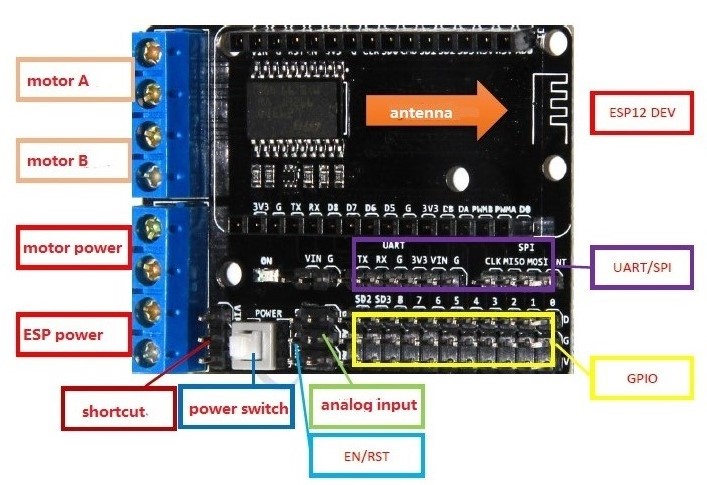 motor A
motor B
motor power
ESP power
antenna
ESP12 DEV
3V3 G TX RX D8 D7 D6 D5 G 3V3 D8 DA PWMB PWMA D0
UART
SPI
ON
VIN G
TX RX G 3V3 VIN G
CLK MISO MOSI
UART/SPI
POWER
SD2 SD3 8 7 6 5 4 3 2 1 0
D
G
V
GPIO
shortcut
power switch
analog input
EN/RST